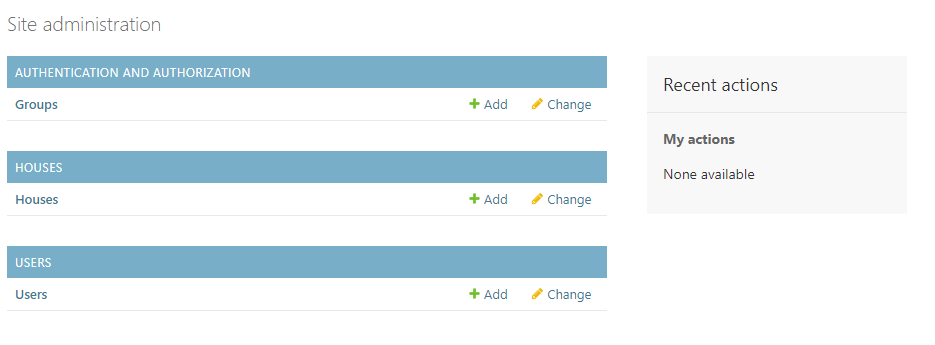 Site administration
AUTHENTICATION AND AUTHORIZATION
Groups Add Change
HOUSES
Houses Add Change
USERS
Users Add Change
Recent actions
My actions
None available